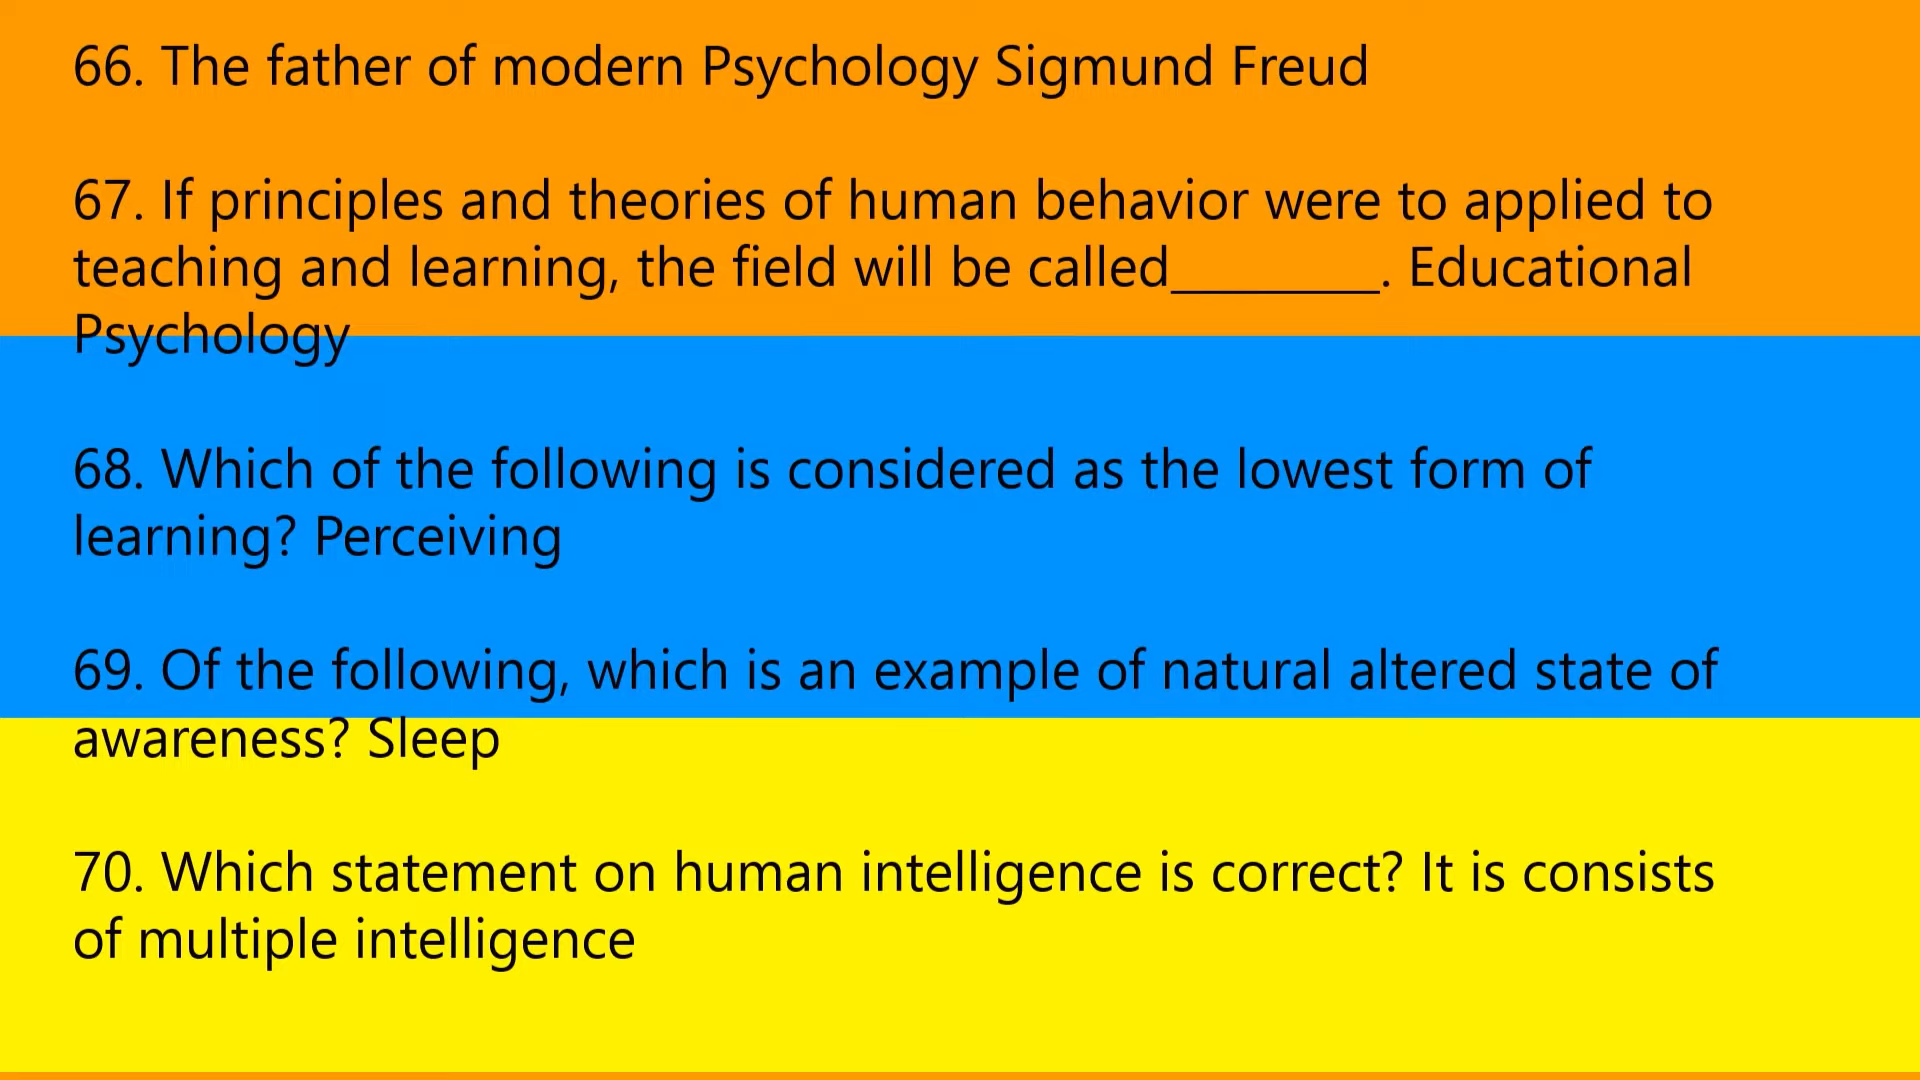 66. The father of modern Psychology Sigmund Freud
67. If principles and theories of human behavior were to applied to
teaching and learning, the field will be called________. Educational
Psychology
68. Which of the following is considered as the lowest form of
learning? Perceiving
69. Of the following, which is an example of natural altered state of
awareness? Sleep
70. Which statement on human intelligence is correct? It is consists
of multiple intelligence